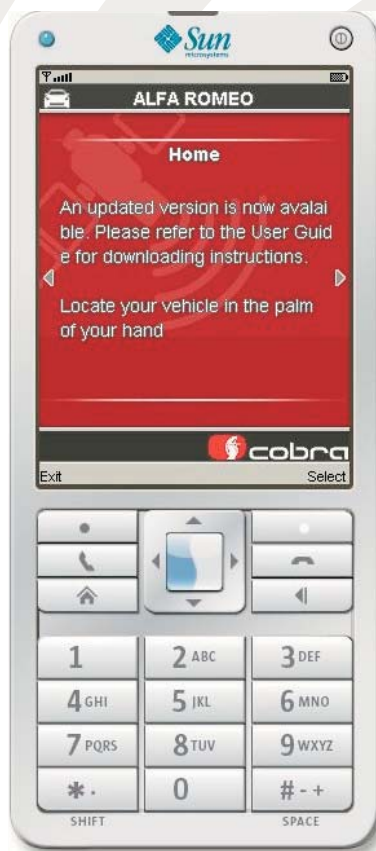 Sun
microsystems
ALFA ROMEO
Home
An updated version is now avalai
ble. Please refer to the User Guid
e for downloading instructions.
Locate your vehicle in the palm
of your hand
cobra
Exit Select
1 2 ABC 3 DEF
4 GHI 5 JKL 6 MNO
7 PQRS 8 TUV 9 WXYZ
* . 0 # - +
SHIFT SPACE